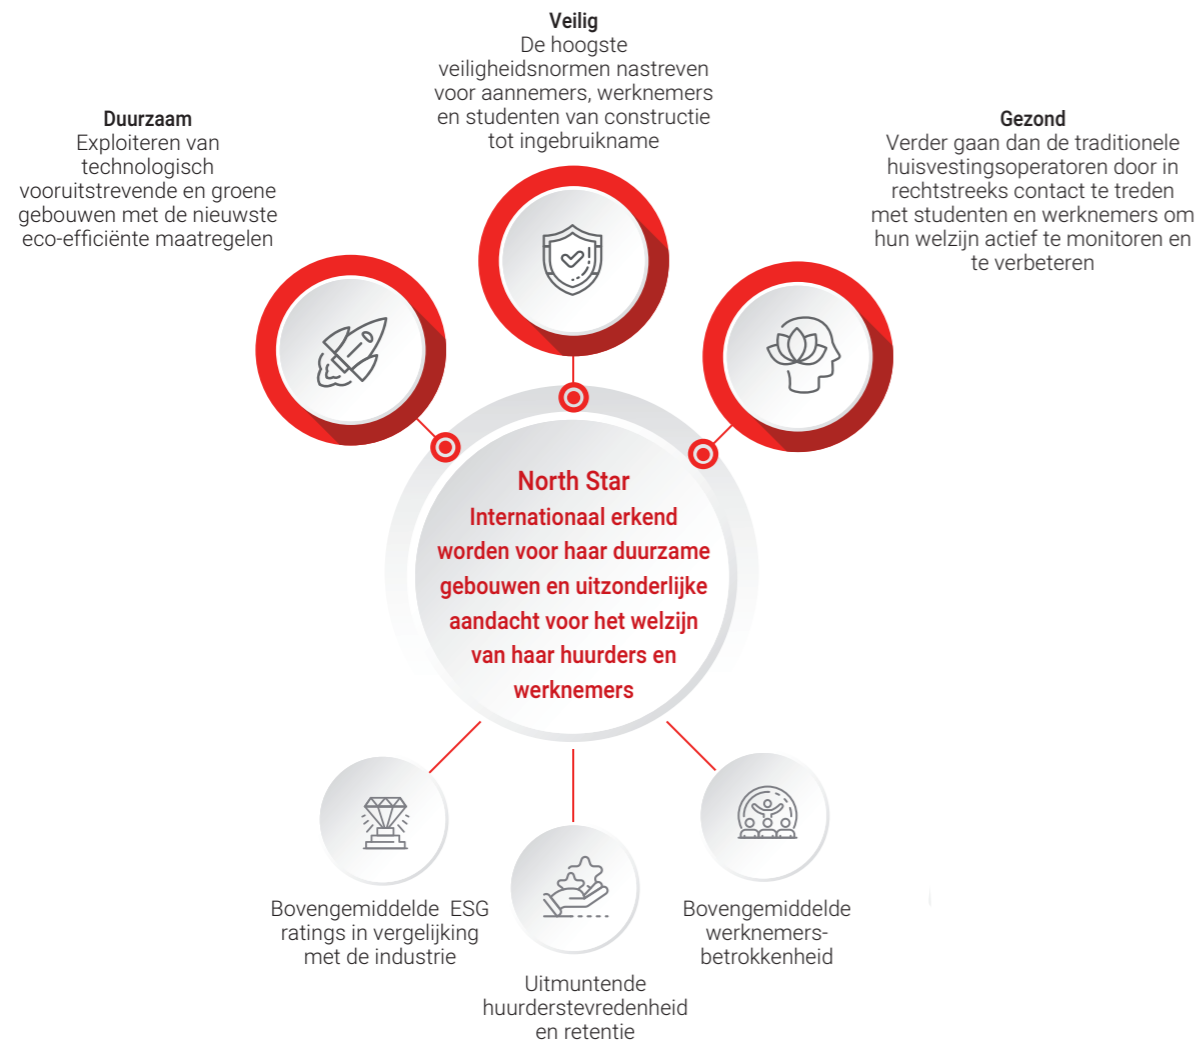 Veilig
De hoogste
veiligheidsnormen nastreven
voor aannemers, werknemers
en studenten van constructie
tot ingebruikname
Duurzaam
Exploiteren van
technologisch
vooruitstrevende en groene
gebouwen met de nieuwste
eco-efficiënte maatregelen
Gezond
Verder gaan dan de traditionele
huisvestingsoperatoren door in
rechtstreeks contact te treden
met studenten en werknemers om
hun welzijn actief te monitoren en
te verbeteren
North Star
Internationaal erkend
worden voor haar duurzame
gebouwen en uitzonderlijke
aandacht voor het welzijn
van haar huurders en
werknemers
Bovengemiddelde ESG
ratings in vergelijking
met de industrie
Uitmuntende
huurderstevredenheid
en retentie
Bovengemiddelde
werknemers-
betrokkenheid